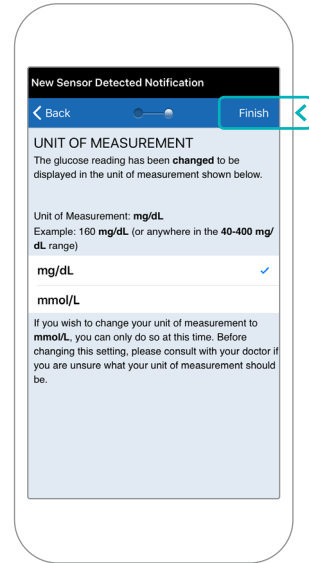 New Sensor Detected Notification
Back
Finish
UNIT OF MEASUREMENT
The glucose reading has been changed to be
displayed in the unit of measurement shown below.
Unit of Measurement: mg/dL
Example: 160 mg/dL (or anywhere in the 40-400 mg/
dL range)
mg/dL
mmol/L
If you wish to change your unit of measurement to
mmol/L, you can only do so at this time. Before
changing this setting, please consult with your doctor if
you are unsure what your unit of measurement should
be.